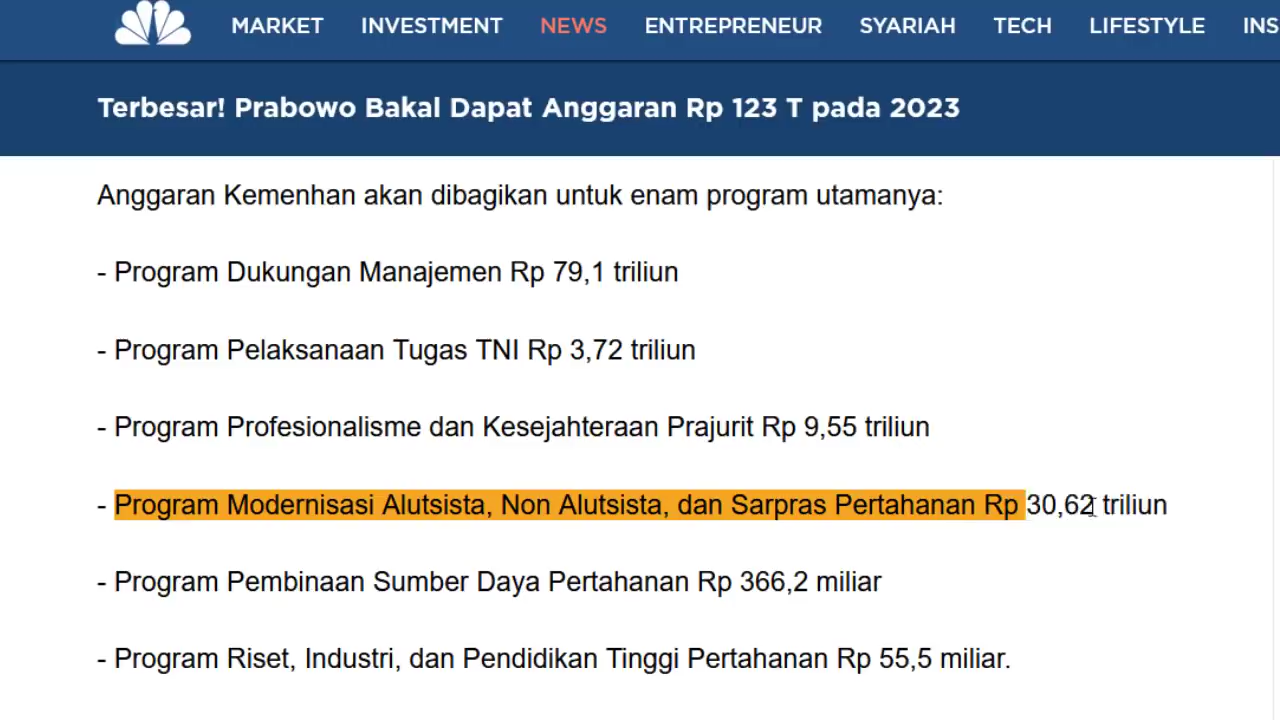 MARKET INVESTMENT NEWS ENTREPRENEUR SYARIAH TECH LIFESTYLE INS
Terbesar! Prabowo Bakal Dapat Anggaran Rp 123 T pada 2023
Anggaran Kemenhan akan dibagikan untuk enam program utamanya:
- Program Dukungan Manajemen Rp 79,1 triliun
- Program Pelaksanaan Tugas TNI Rp 3,72 triliun
- Program Profesionalisme dan Kesejahteraan Prajurit Rp 9,55 triliun
- Program Modernisasi Alutsista, Non Alutsista, dan Sarpras Pertahanan Rp 30,62 triliun
- Program Pembinaan Sumber Daya Pertahanan Rp 366,2 miliar
- Program Riset, Industri, dan Pendidikan Tinggi Pertahanan Rp 55,5 miliar.